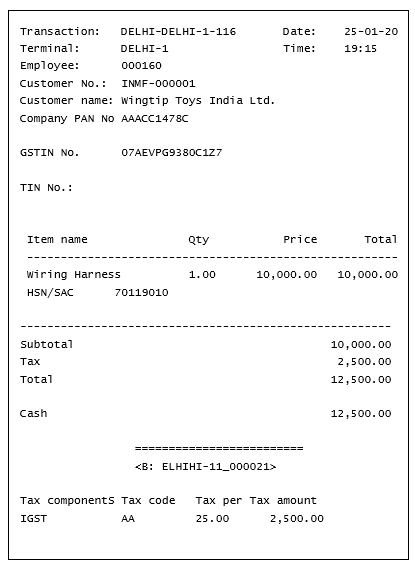 Transaction: DELHI-DELHI-1-116 Date: 25-01-20
Terminal: DELHI-1 Time: 19:15
Employee: 000160
Customer No.: INMF-000001
Customer name: Wingtip Toys India Ltd.
Company PAN No AAACC1478C
GSTIN No. 07AEVPG9380C1Z7
TIN No.:
Item name Qty Price Total
-------------------------------------------------------
Wiring Harness 1.00 10,000.00 10,000.00
HSN/SAC 70119010
-------------------------------------------------------
Subtotal 10,000.00
Tax 2,500.00
Total 12,500.00
Cash 12,500.00
=========================
<B: ELHIHI-11_000021>
Tax componentS Tax code Tax per Tax amount
IGST AA 25.00 2,500.00